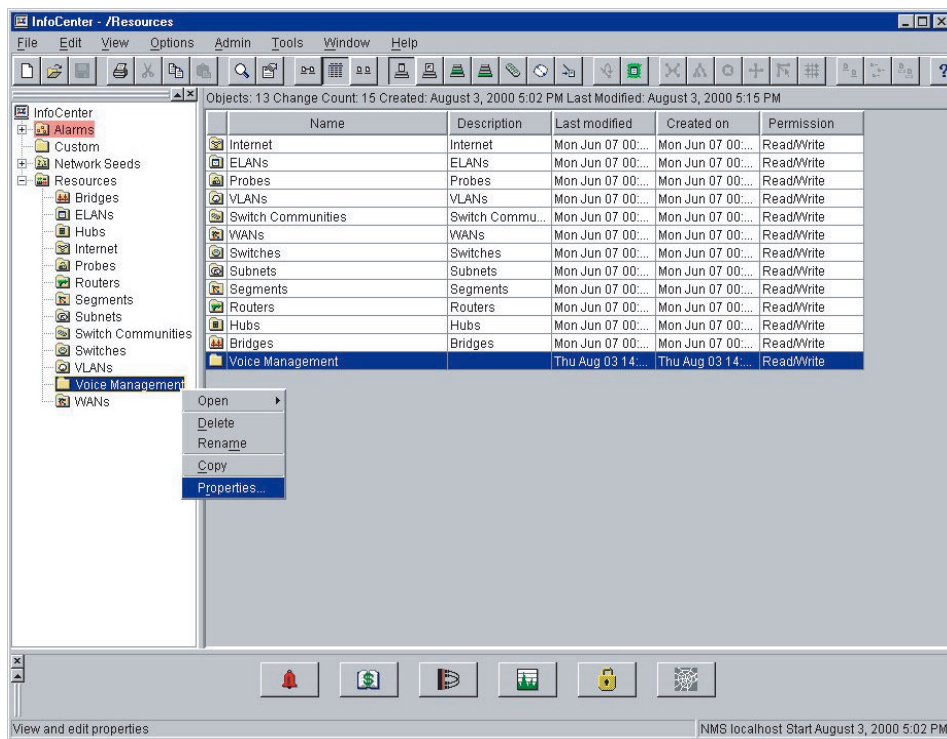 InfoCenter - /Resources
File Edit View Options Admin Tools Window Help
Objects: 13 Change Count: 15 Created: August 3, 2000 5:02 PM Last Modified: August 3, 2000 5:15 PM
InfoCenter
Alarms
Custom
Network Seeds
Resources
Bridges
ELANs
Hubs
Internet
Probes
Routers
Segments
Subnets
Switch Communities
Switches
VLANs
Voice Management
WANs
Name Description Last modified Created on Permission
Internet Internet Mon Jun 07 00:... Mon Jun 07 00:... Read/Write
ELANs ELANs Mon Jun 07 00:... Mon Jun 07 00:... Read/Write
Probes Probes Mon Jun 07 00:... Mon Jun 07 00:... Read/Write
VLANs VLANs Mon Jun 07 00:... Mon Jun 07 00:... Read/Write
Switch Communities Switch Commu... Mon Jun 07 00:... Mon Jun 07 00:... Read/Write
WANs WANs Mon Jun 07 00:... Mon Jun 07 00:... Read/Write
Switches Switches Mon Jun 07 00:... Mon Jun 07 00:... Read/Write
Subnets Subnets Mon Jun 07 00:... Mon Jun 07 00:... Read/Write
Segments Segments Mon Jun 07 00:... Mon Jun 07 00:... Read/Write
Routers Routers Mon Jun 07 00:... Mon Jun 07 00:... Read/Write
Hubs Hubs Mon Jun 07 00:... Mon Jun 07 00:... Read/Write
Bridges Bridges Mon Jun 07 00:... Mon Jun 07 00:... Read/Write
Voice Management Thu Aug 03 14:... Thu Aug 03 14:... Read/Write
Open
Delete
Rename
Copy
Properties...
View and edit properties
NMS localhost Start August 3, 2000 5:02 PM